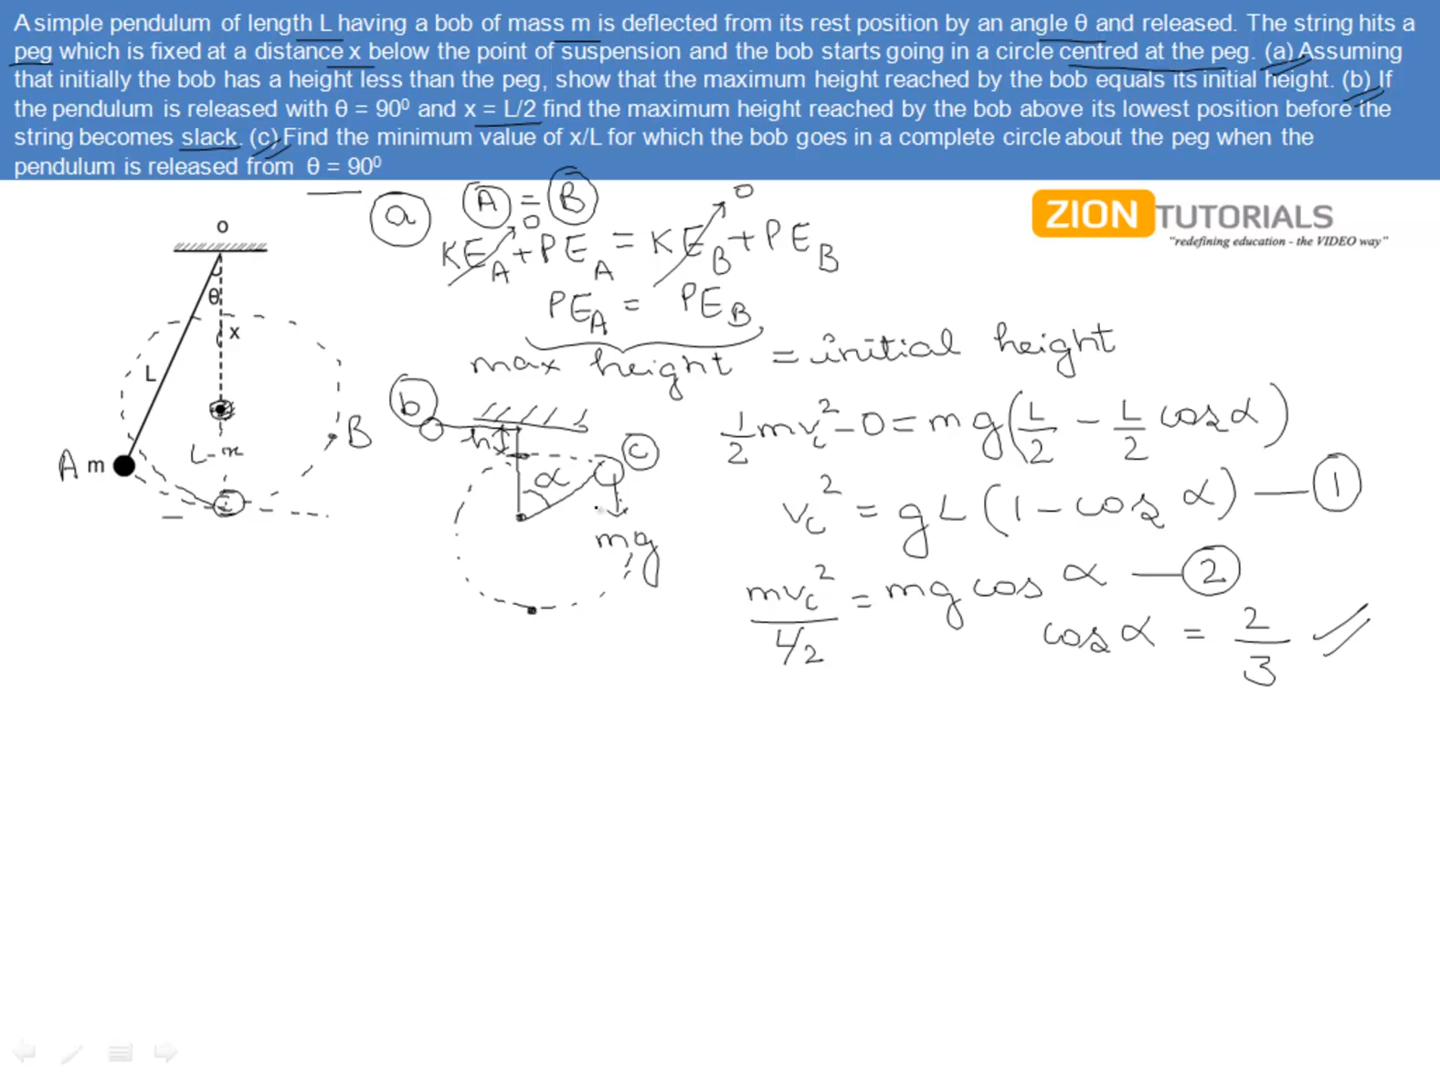 A simple pendulum of length L having a bob of mass m is deflected from its rest position by an angle θ and released. The string hits a
peg which is fixed at a distance x below the point of suspension and the bob starts going in a circle centred at the peg. (a) Assuming
that initially the bob has a height less than the peg, show that the maximum height reached by the bob equals its initial height. (b) If
the pendulum is released with θ = 90⁰ and x = L/2 find the maximum height reached by the bob above its lowest position before the
string becomes slack. (c) Find the minimum value of x/L for which the bob goes in a complete circle about the peg when the
pendulum is released from θ = 90⁰
ZION TUTORIALS
"redefining education - the VIDEO way"
a
A = B
KE_A + PE_A = KE_B + PE_B
0
0
PE_A = PE_B
max height = initial height
O
θ
x
L
L-x
A m
B
b
h
α
c
mg
1/2 mv_c² - 0 = mg(L/2 - L/2 cos α)
v_c² = gL(1 - cos α) — 1
mv_c² / L/2 = mg cos α — 2
cos α = 2/3